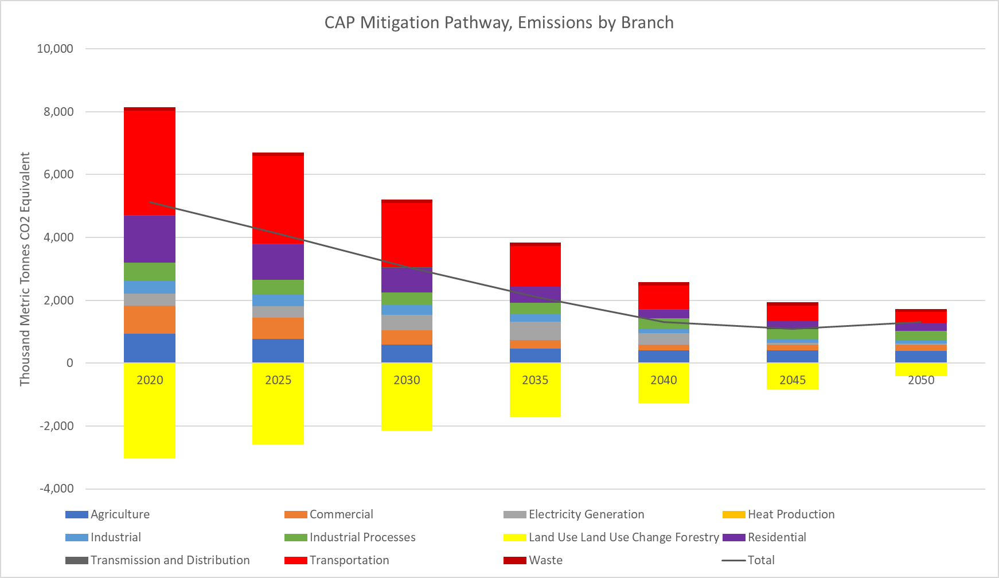 CAP Mitigation Pathway, Emissions by Branch
Thousand Metric Tonnes CO2 Equivalent
10,000
8,000
6,000
4,000
2,000
0
-2,000
-4,000
2020 2025 2030 2035 2040 2045 2050
Agriculture Commercial Electricity Generation Heat Production
Industrial Industrial Processes Land Use Land Use Change Forestry Residential
Transmission and Distribution Transportation Waste Total